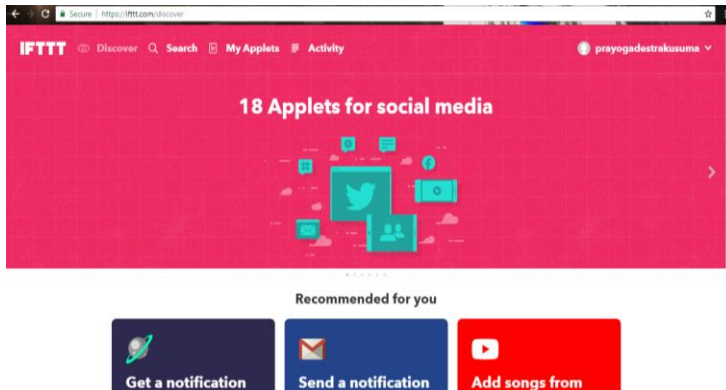 Secure | https://ifttt.com/discover
IFTTT Discover Search My Applets Activity prayogadestrakusuma
18 Applets for social media
Recommended for you
Get a notification Send a notification Add songs from